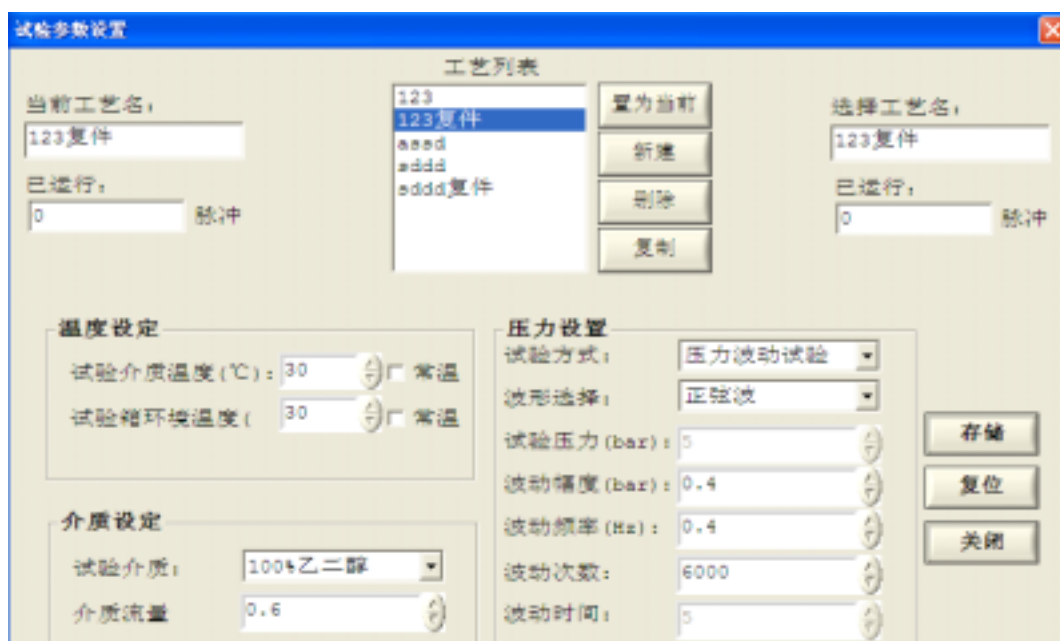 试验参数设置
工艺列表
当前工艺名:
123复件
已运行:
0 脉冲
123
123复件
assd
sddd
sddd复件
置为当前
新建
删除
复制
选择工艺名:
123复件
已运行:
0 脉冲
温度设定
试验介质温度(℃): 30 常温
试验箱环境温度( 30 常温
介质设定
试验介质: 100%乙二醇
介质流量 0.6
压力设置
试验方式: 压力波动试验
波形选择: 正弦波
试验压力(bar): 5
波动幅度(bar): 0.4
波动频率(Hz): 0.4
波动次数: 6000
波动时间: 5
存储
复位
关闭